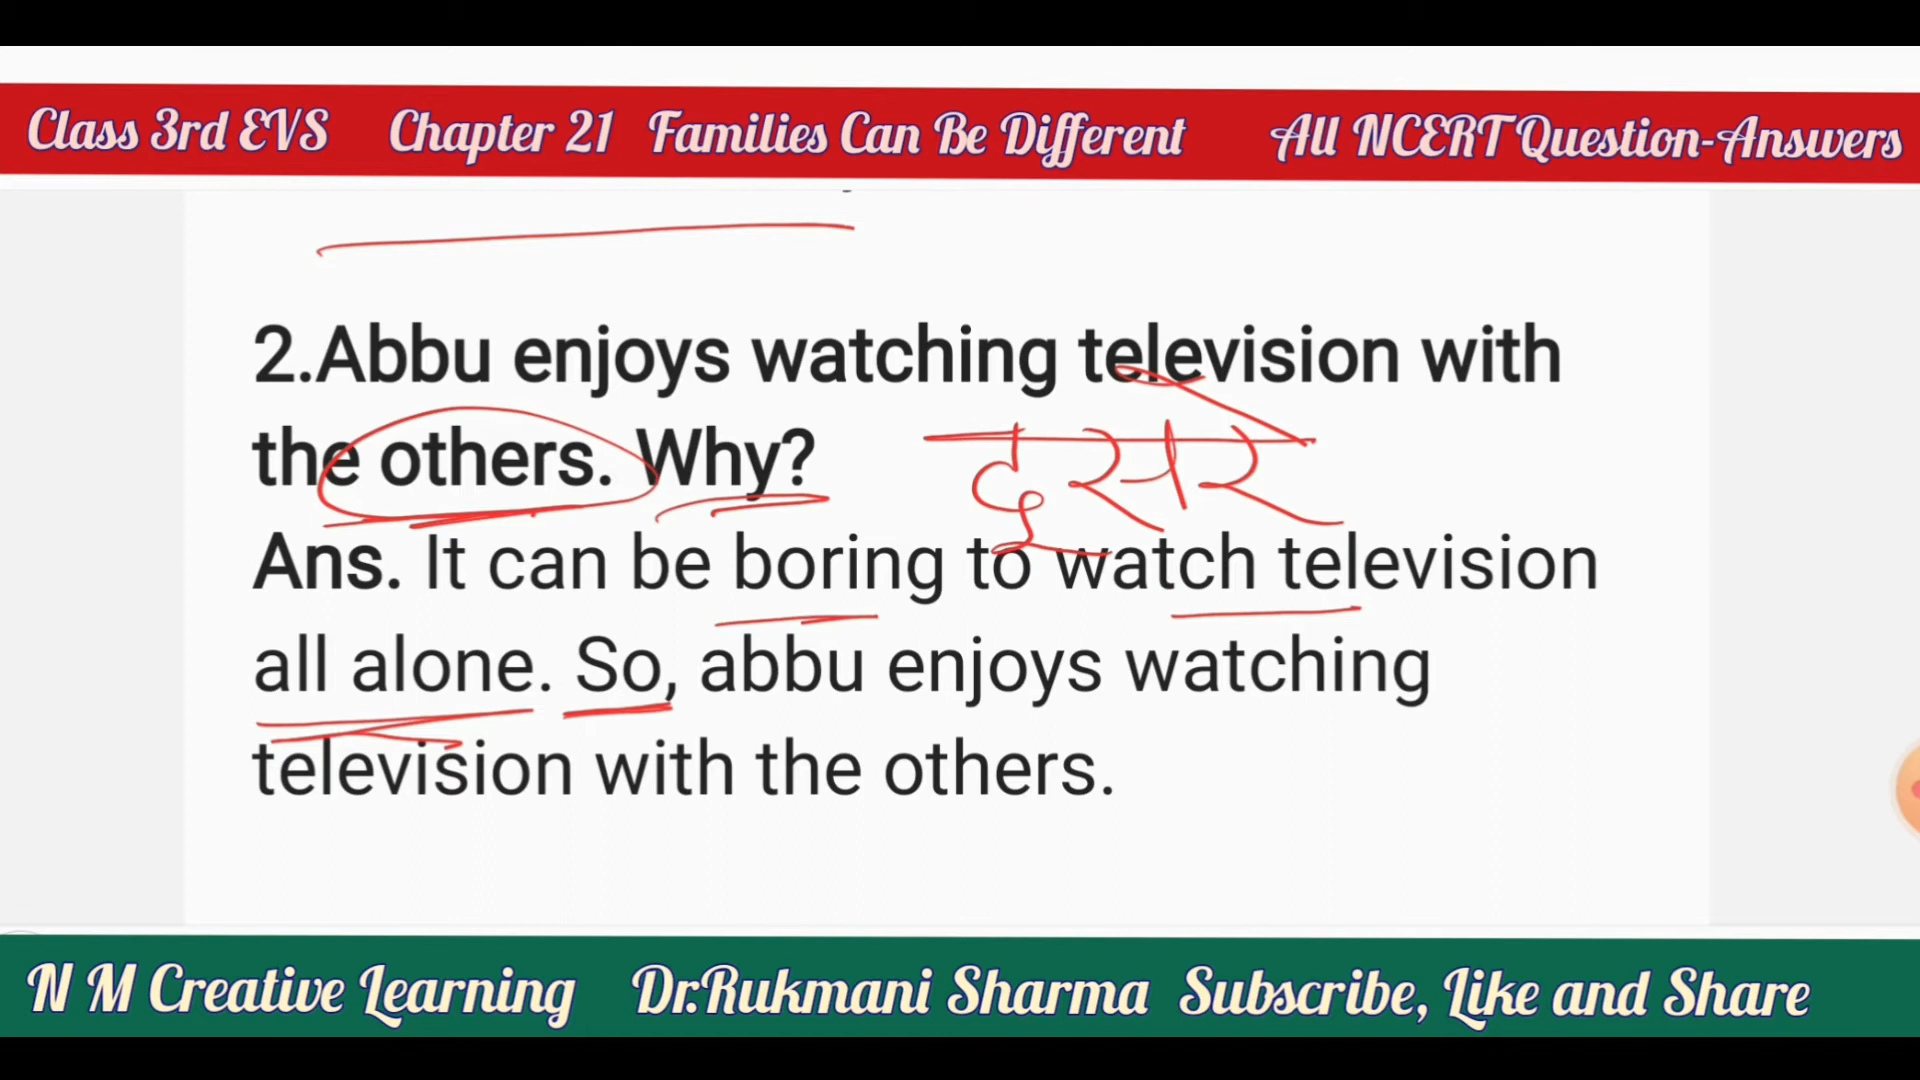 Class 3rd EVS Chapter 21 Families Can Be Different All NCERT Question-Answers
2.Abbu enjoys watching television with
the others. Why?
दूसरे
Ans. It can be boring to watch television
all alone. So, abbu enjoys watching
television with the others.
N M Creative Learning Dr.Rukmani Sharma Subscribe, Like and Share